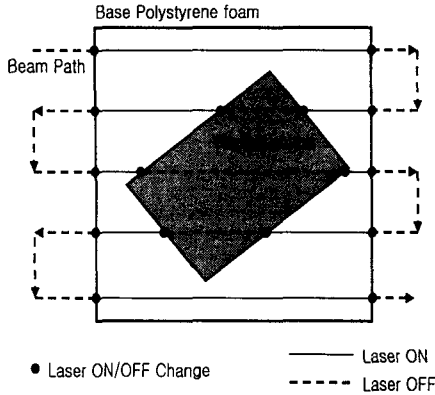 Base Polystyrene foam
Beam Path
Laser ON/OFF Change
Laser ON
Laser OFF